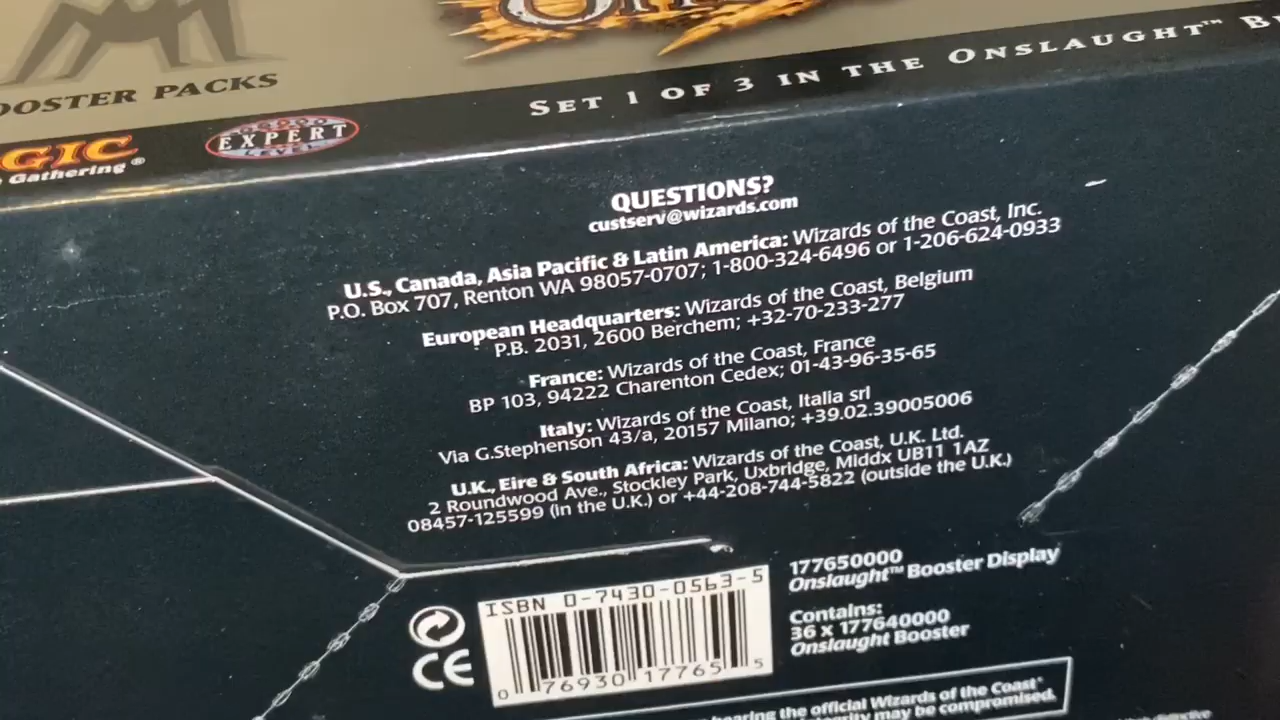 OOSTER PACKS
GIC
Gathering®
EXPERT
LEVEL
SET 1 OF 3 IN THE ONSLAUGHT™ B
QUESTIONS?
custserv@wizards.com
U.S., Canada, Asia Pacific & Latin America: Wizards of the Coast, Inc.
P.O. Box 707, Renton WA 98057-0707; 1-800-324-6496 or 1-206-624-0933
European Headquarters: Wizards of the Coast, Belgium
P.B. 2031, 2600 Berchem; +32-70-233-277
France: Wizards of the Coast, France
BP 103, 94222 Charenton Cedex; 01-43-96-35-65
Italy: Wizards of the Coast, Italia srl
Via G.Stephenson 43/a, 20157 Milano; +39.02.39005006
U.K., Eire & South Africa: Wizards of the Coast, U.K. Ltd.
2 Roundwood Ave., Stockley Park, Uxbridge, Middx UB11 1AZ
08457-125599 (in the U.K.) or +44-208-744-5822 (outside the U.K.)
ISBN 0-7430-0563-5
0 76930 17765 5
CE
177650000
Onslaught™ Booster Display
Contains:
36 x 177640000
Onslaught Booster
bearing the official Wizards of the Coast®
may be compromised.